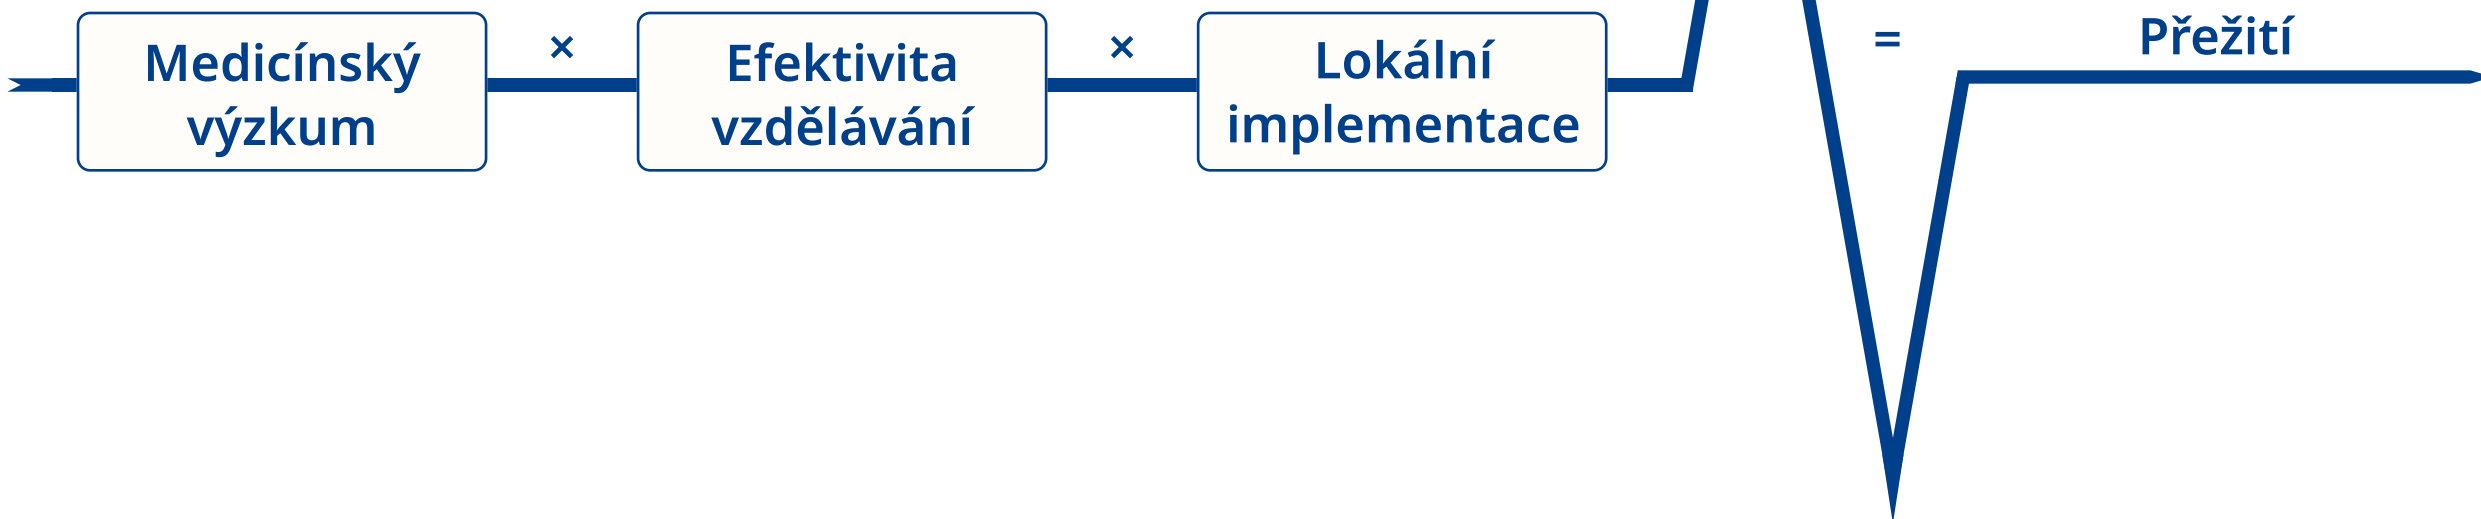 Medicínský
výzkum
×
Efektivita
vzdělávání
×
Lokální
implementace
=
Přežití